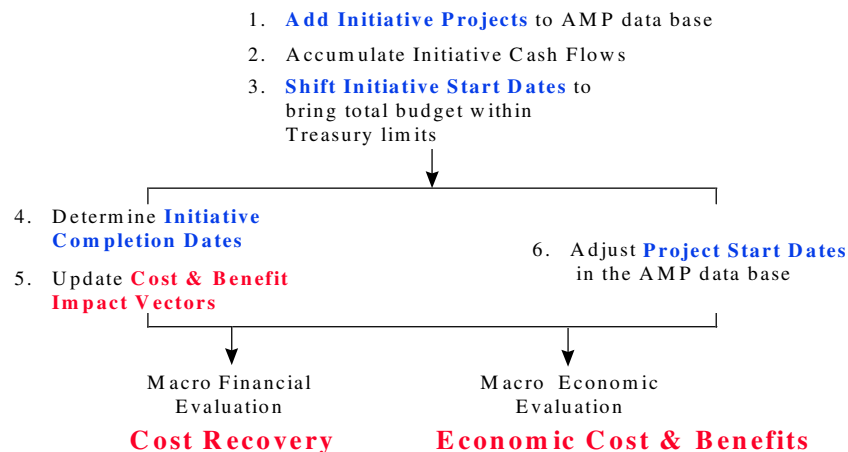 1. Add Initiative Projects to AMP data base
2. Accumulate Initiative Cash Flows
3. Shift Initiative Start Dates to
bring total budget within
Treasury limits
4. Determine Initiative
Completion Dates
5. Update Cost & Benefit
Impact Vectors
6. Adjust Project Start Dates
in the AMP data base
Macro Financial
Evaluation
Cost Recovery
Macro Economic
Evaluation
Economic Cost & Benefits